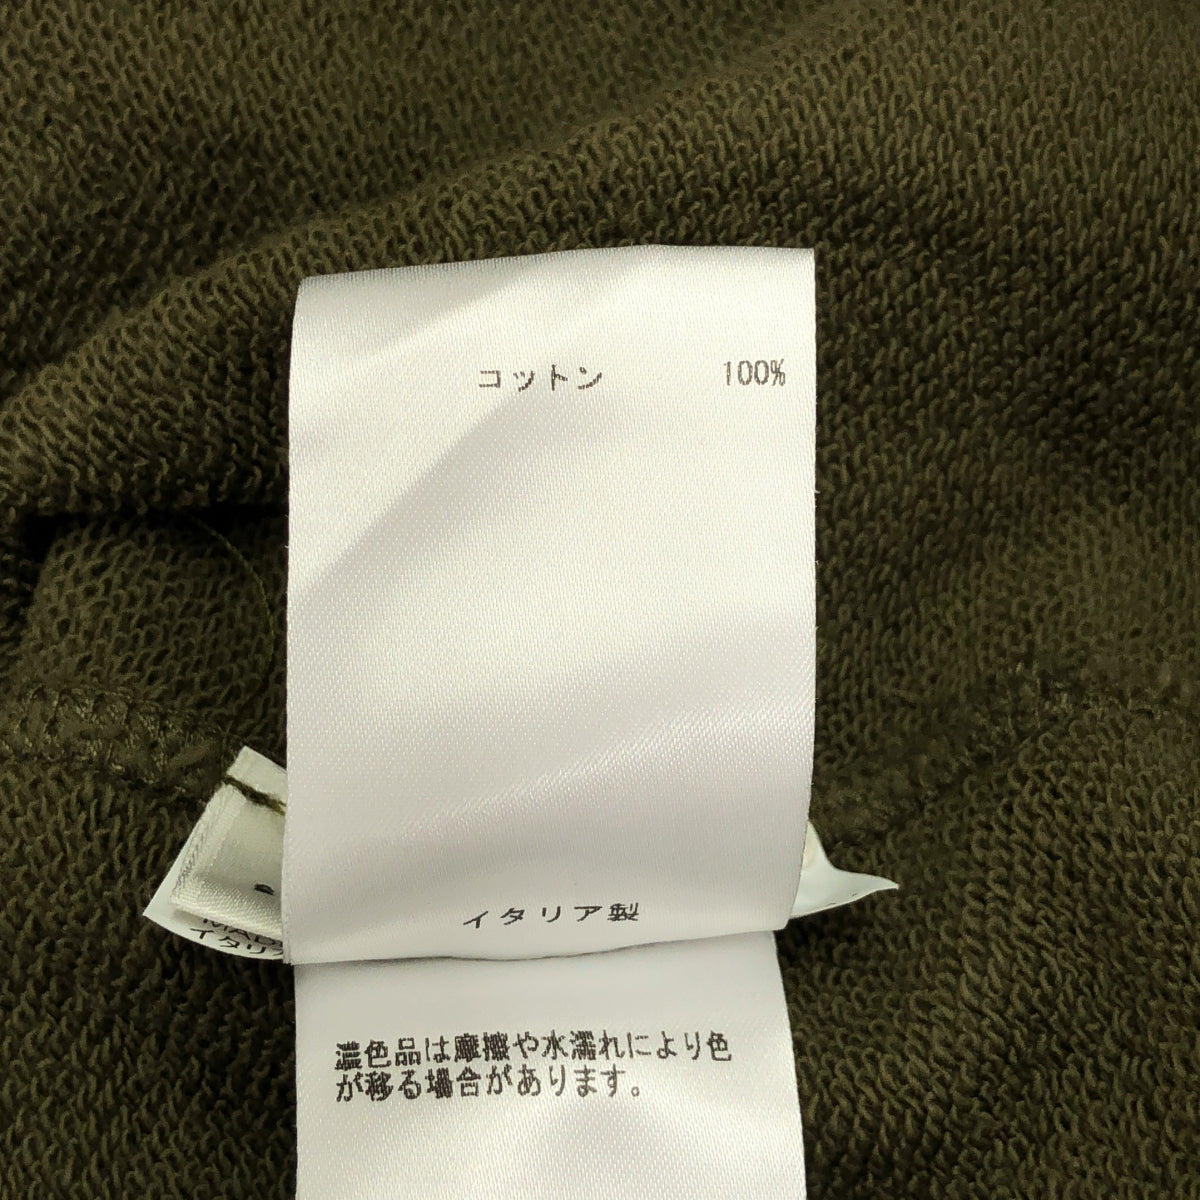 コットン 100%
イタリア製
濃色品は摩擦や水濡れにより色
が移る場合があります。